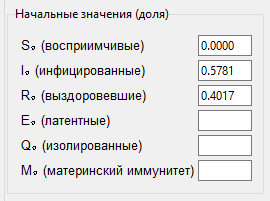 Начальные значения (доля)
S₀ (восприимчивые) 0.0000
I₀ (инфицированные) 0.5781
R₀ (выздоровевшие) 0.4017
E₀ (латентные)
Q₀ (изолированные)
M₀ (материнский иммунитет)